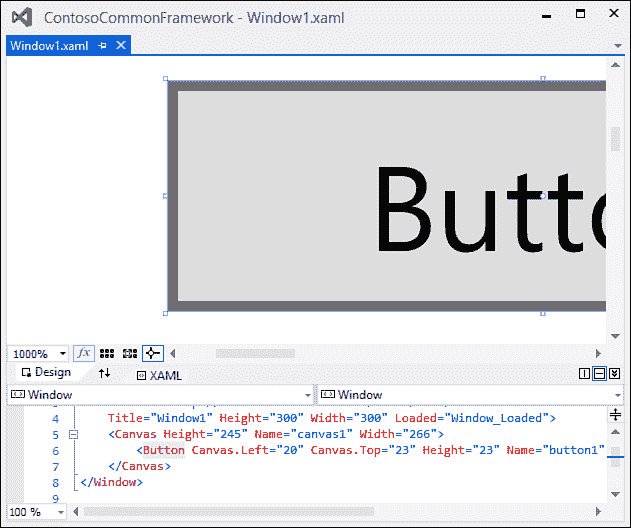 ContosoCommonFramework - Window1.xaml
Window1.xaml
Butto
1000%
fx
Design
XAML
Window
Window
4 Title="Window1" Height="300" Width="300" Loaded="Window_Loaded">
5 <Canvas Height="245" Name="canvas1" Width="266">
6 <Button Canvas.Left="20" Canvas.Top="23" Height="23" Name="button1"
7 </Canvas>
8 </Window>
9
100 %